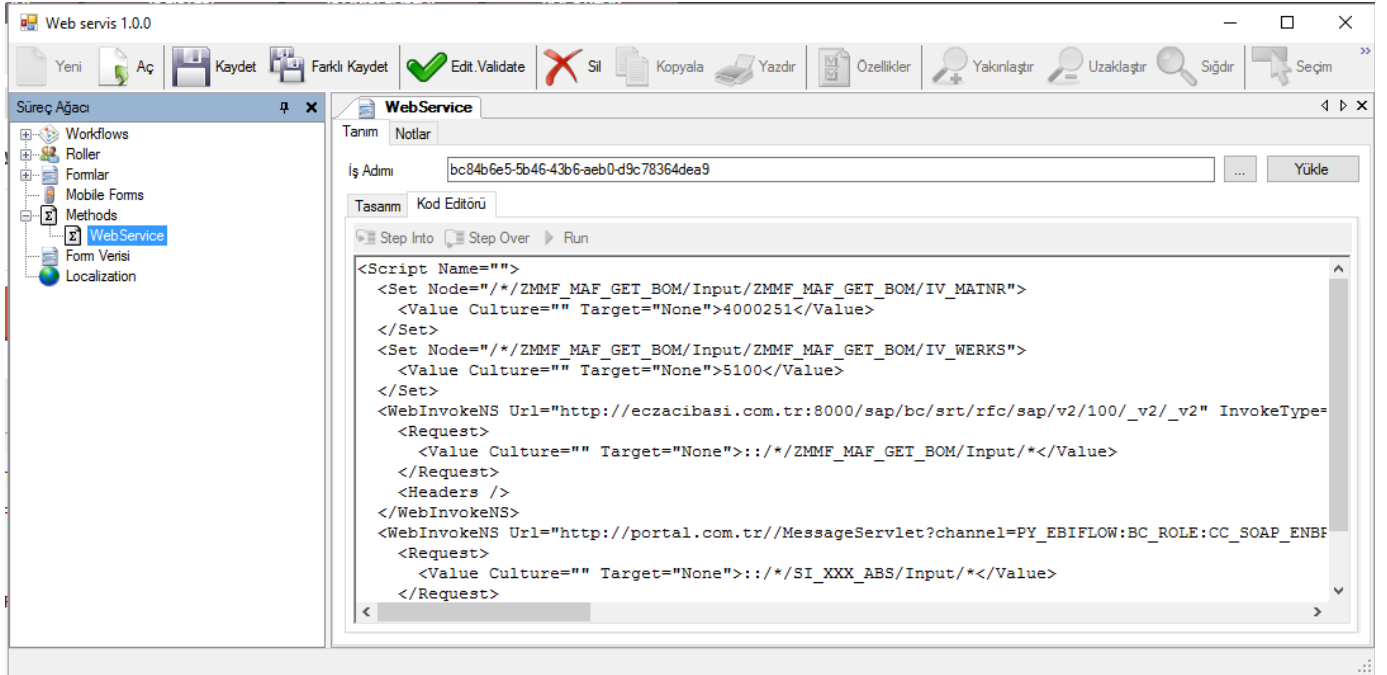 Web servis 1.0.0
Yeni Aç Kaydet Farklı Kaydet Edit.Validate Sil Kopyala Yazdır Özellikler Yakınlaştır Uzaklaştır Sığdır Seçim
Süreç Ağacı
Workflows
Roller
Formlar
Mobile Forms
Methods
WebService
Form Verisi
Localization
WebService
Tanım Notlar
İş Adımı bc84b6e5-5b46-43b6-aeb0-d9c78364dea9 ... Yükle
Tasarım Kod Editörü
Step Into Step Over Run
<Script Name="">
<Set Node="/*/ZMMF_MAF_GET_BOM/Input/ZMMF_MAF_GET_BOM/IV_MATNR">
<Value Culture="" Target="None">4000251</Value>
</Set>
<Set Node="/*/ZMMF_MAF_GET_BOM/Input/ZMMF_MAF_GET_BOM/IV_WERKS">
<Value Culture="" Target="None">5100</Value>
</Set>
<WebInvokeNS Url="http://eczacibasi.com.tr:8000/sap/bc/srt/rfc/sap/v2/100/_v2/_v2" InvokeType=
<Request>
<Value Culture="" Target="None">::/*/ZMMF_MAF_GET_BOM/Input/*</Value>
</Request>
<Headers />
</WebInvokeNS>
<WebInvokeNS Url="http://portal.com.tr//MessageServlet?channel=PY_EBIFLOW:BC_ROLE:CC_SOAP_ENBF
<Request>
<Value Culture="" Target="None">::/*/SI_XXX_ABS/Input/*</Value>
</Request>